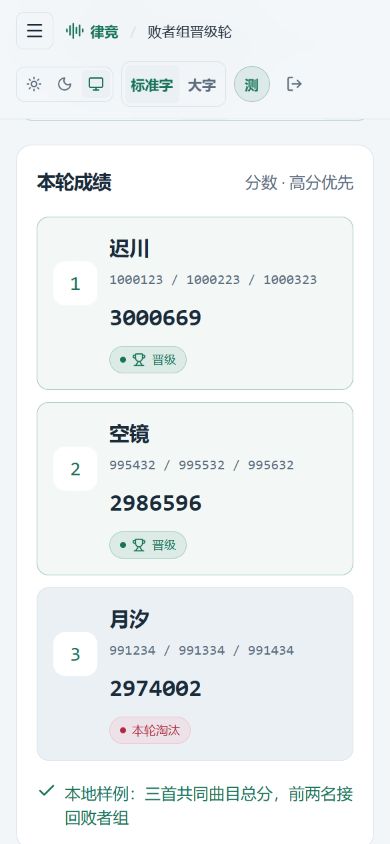 律竞 / 败者组晋级轮
标准字 大字 测
本轮成绩 分数 · 高分优先
1
迟川
1000123 / 1000223 / 1000323
3000669
晋级
2
空镜
995432 / 995532 / 995632
2986596
晋级
3
月汐
991234 / 991334 / 991434
2974002
本轮淘汰
本地样例：三首共同曲目总分，前两名接
回败者组